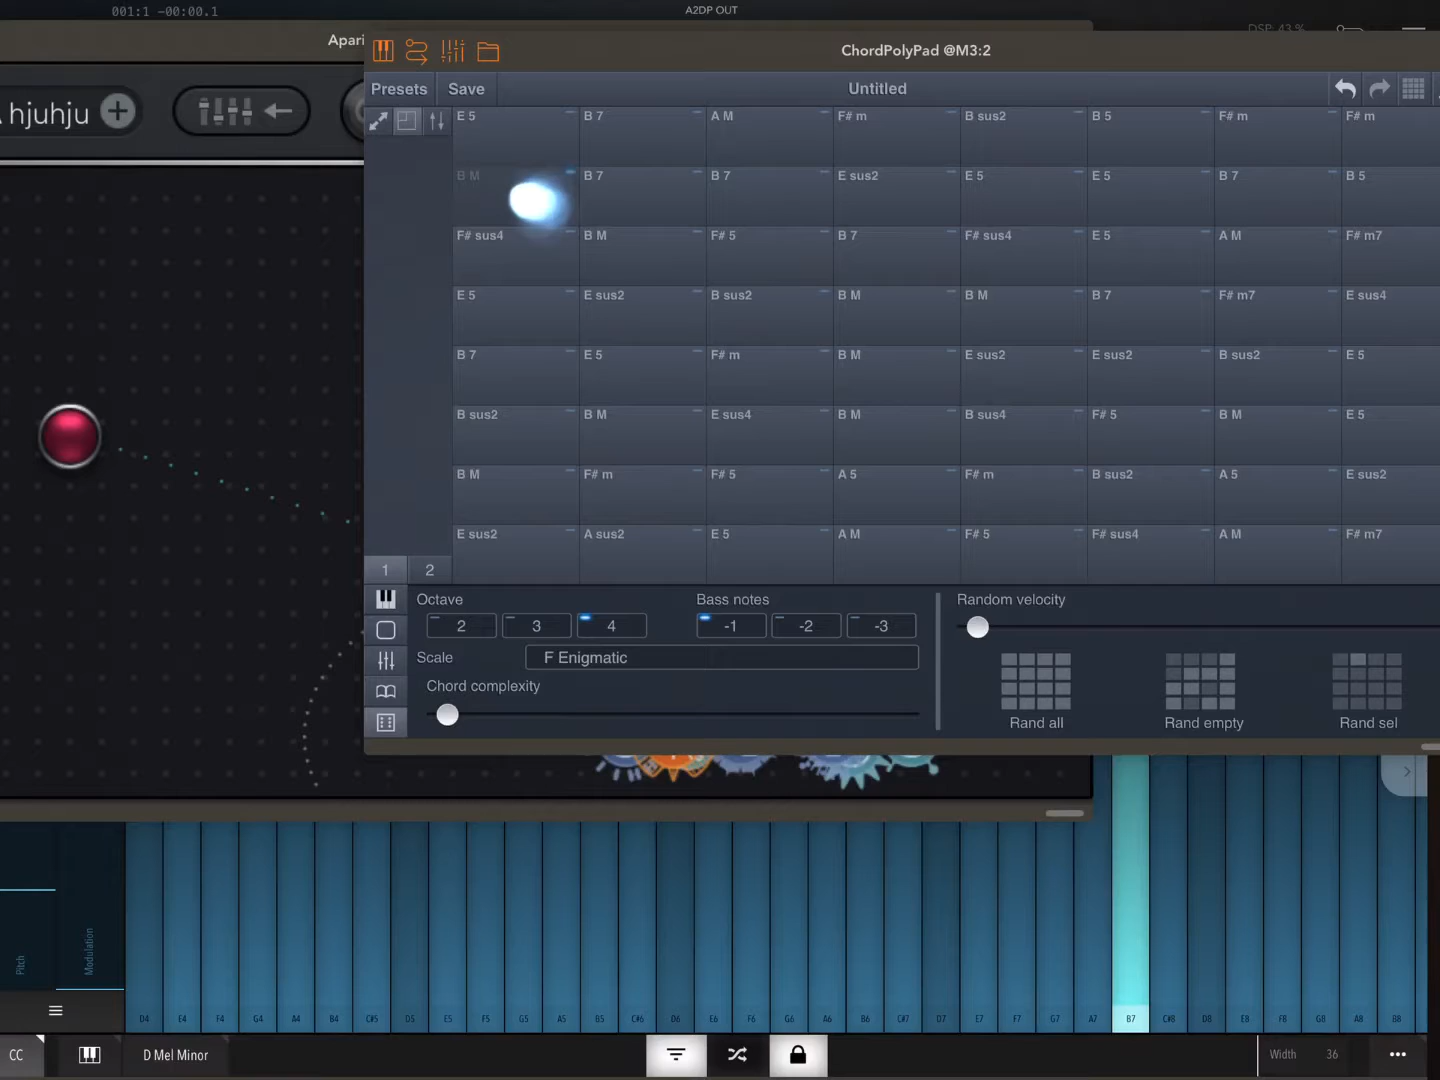 001:1 -00:00.1
A2DP OUT
DSP: 43 %
Apari
ChordPolyPad @M3:2
hjuhju
Presets
Save
Untitled
E 5 B 7 A M F# m B sus2 B 5 F# m F# m
B M B 7 B 7 E sus2 E 5 E 5 B 7 B 5
F# sus4 B M F# 5 B 7 F# sus4 E 5 A M F# m7
E 5 E sus2 B sus2 B M B M B 7 F# m7 E sus4
B 7 E 5 F# m B M E sus2 E sus2 B sus2 E 5
B sus2 B M E sus4 B M B sus4 F# 5 B M E 5
B M F# m F# 5 A 5 F# m B sus2 A 5 E sus2
E sus2 A sus2 E 5 A M F# 5 F# sus4 A M F# m7
1 2
Octave
2 3 4
Bass notes
-1 -2 -3
Random velocity
Scale
F Enigmatic
Chord complexity
Rand all
Rand empty
Rand sel
Pitch
Modulation
D4 E4 F4 G4 A4 B4 C#5 D5 E5 F5 G5 A5 B5 C#6 D6 E6 F6 G6 A6 B6 C#7 D7 E7 F7 G7 A7 B7 C#8 D8 E8 F8 G8 A8 B8
CC
D Mel Minor
Width 36